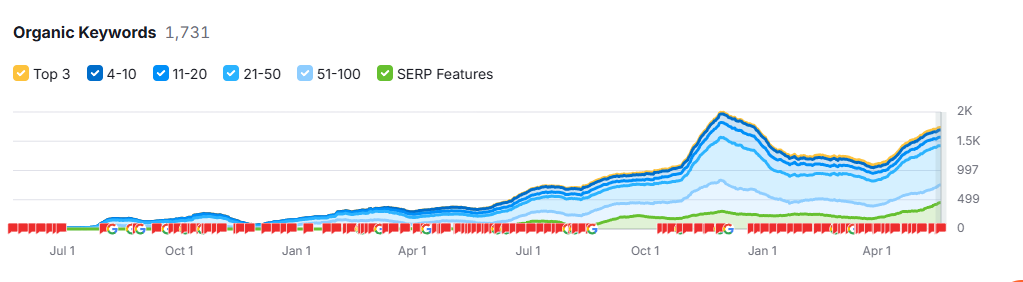 Organic Keywords 1,731
Top 3 4-10 11-20 21-50 51-100 SERP Features
2K
1.5K
997
499
0
Jul 1 Oct 1 Jan 1 Apr 1 Jul 1 Oct 1 Jan 1 Apr 1